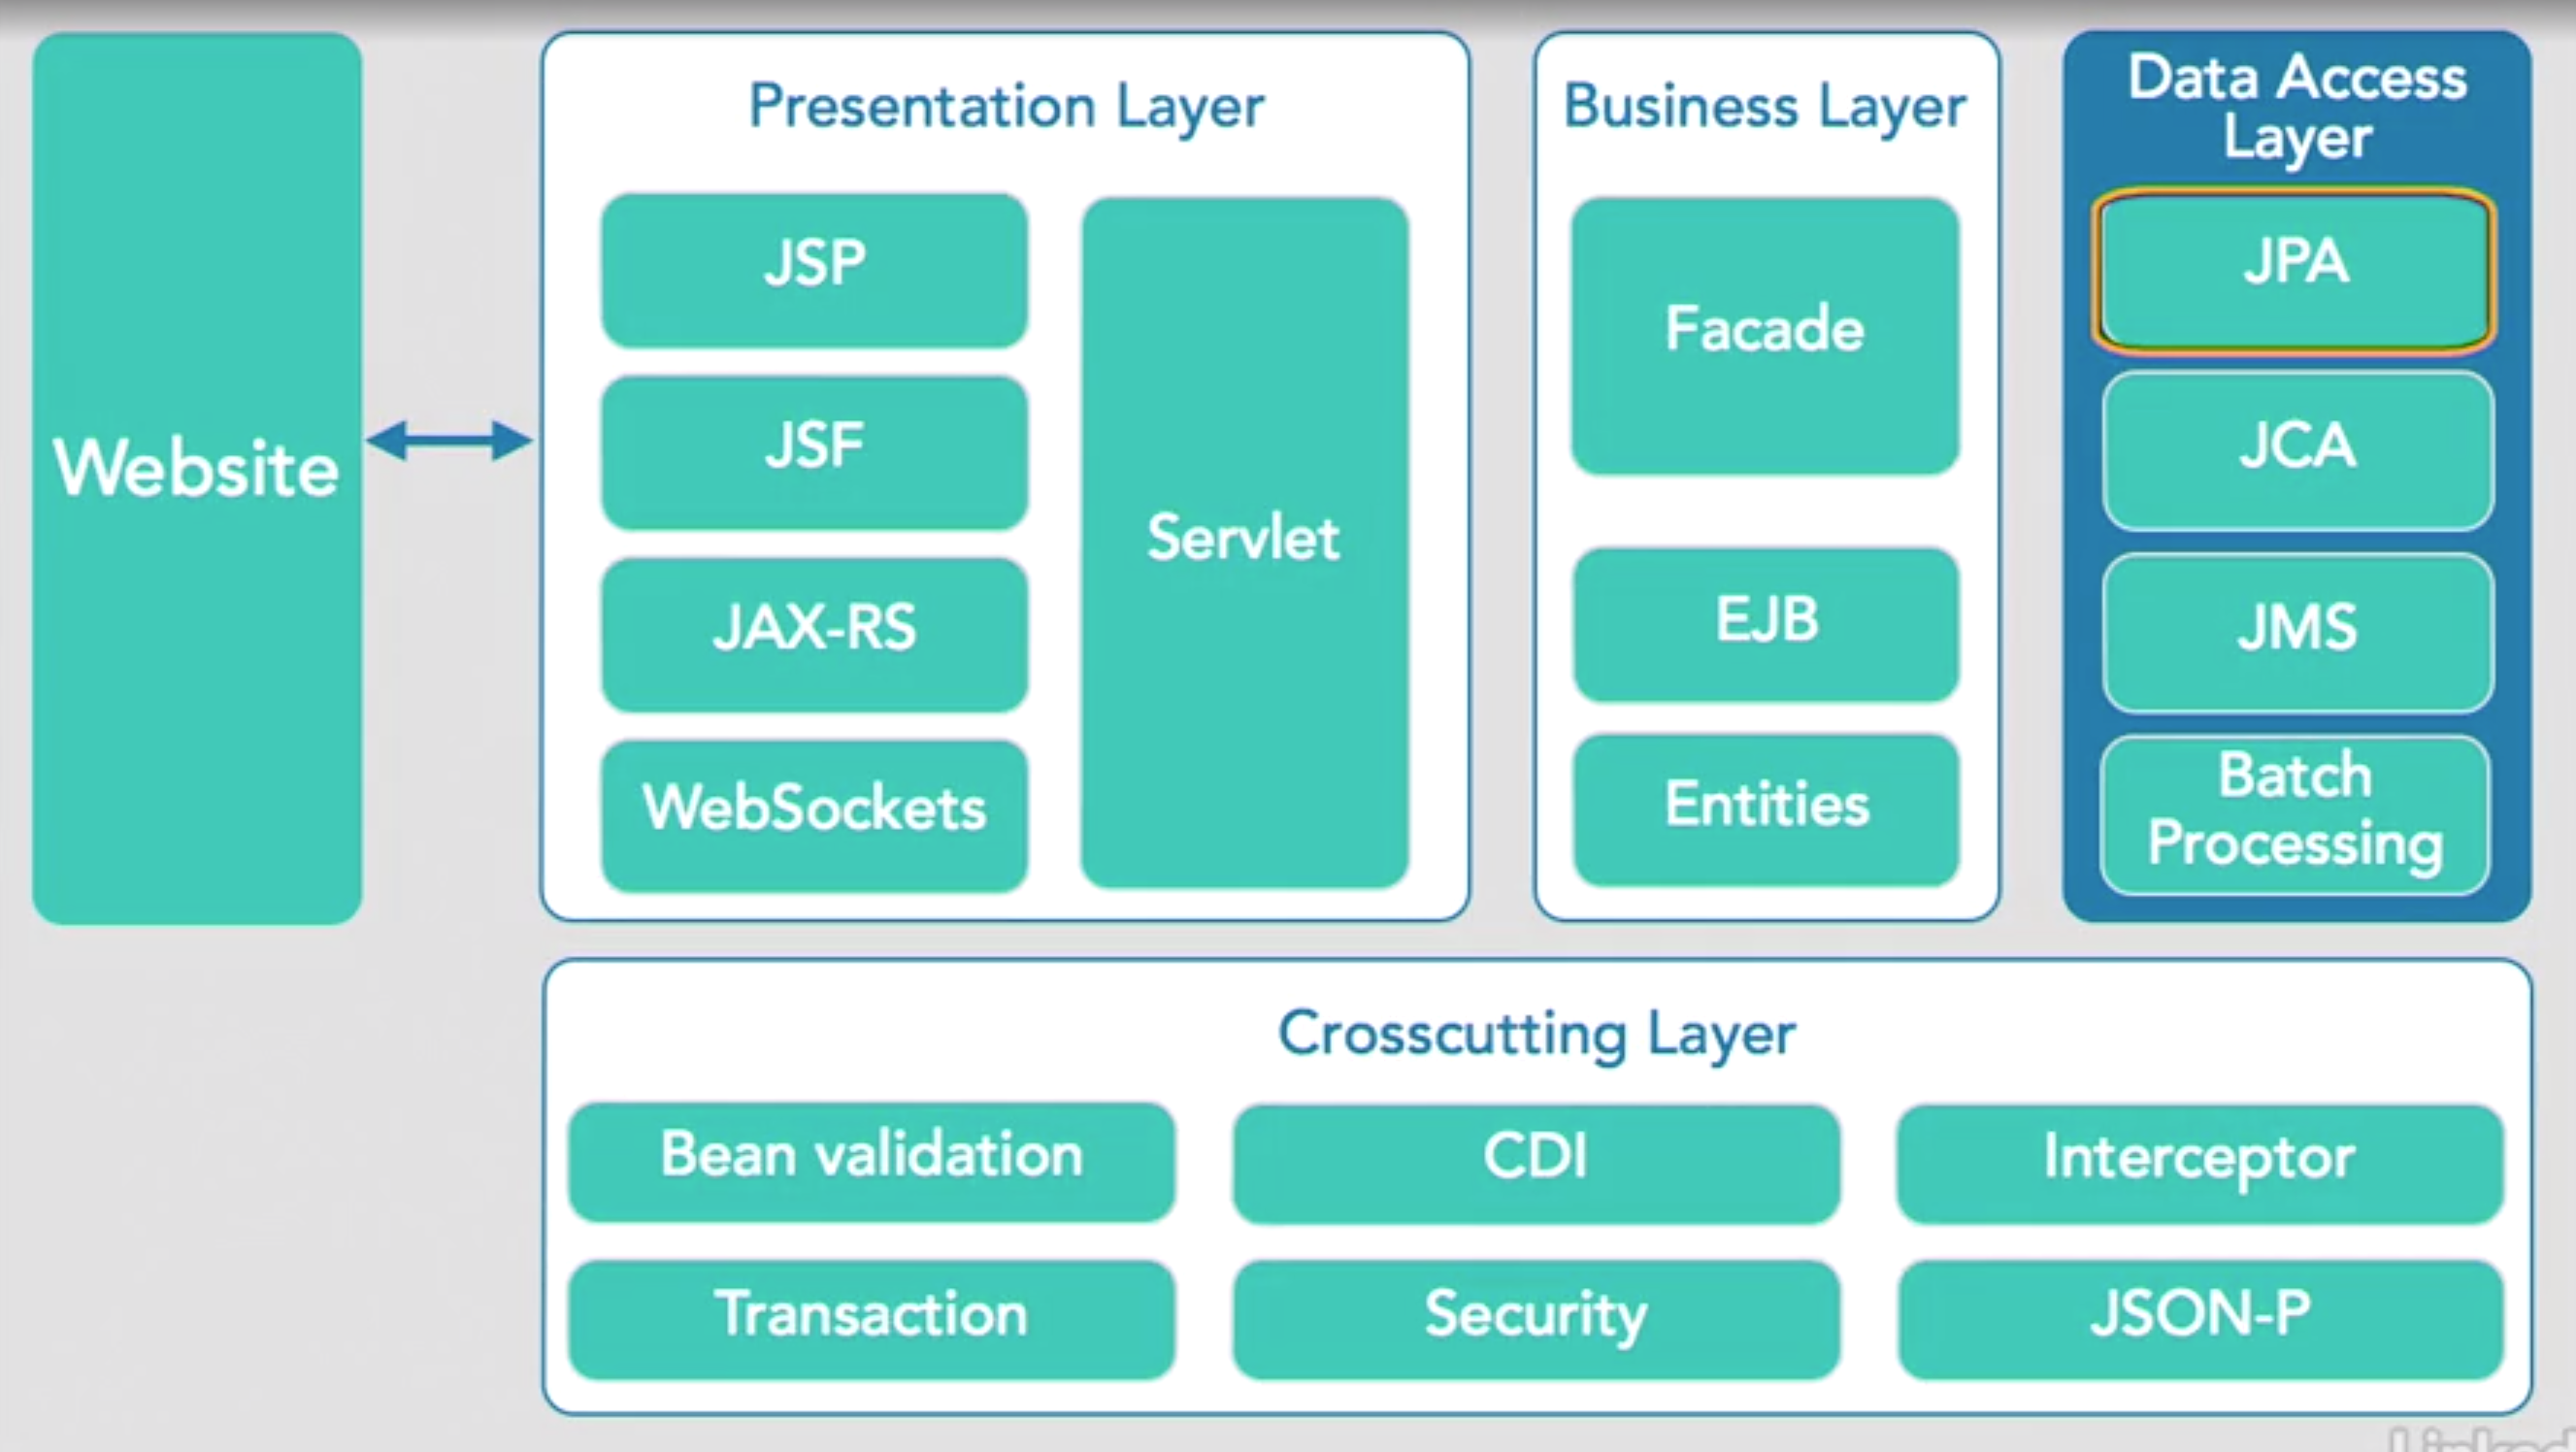 Website
Presentation Layer
JSP
JSF
JAX-RS
WebSockets
Servlet
Business Layer
Facade
EJB
Entities
Data Access
Layer
JPA
JCA
JMS
Batch
Processing
Crosscutting Layer
Bean validation
CDI
Interceptor
Transaction
Security
JSON-P